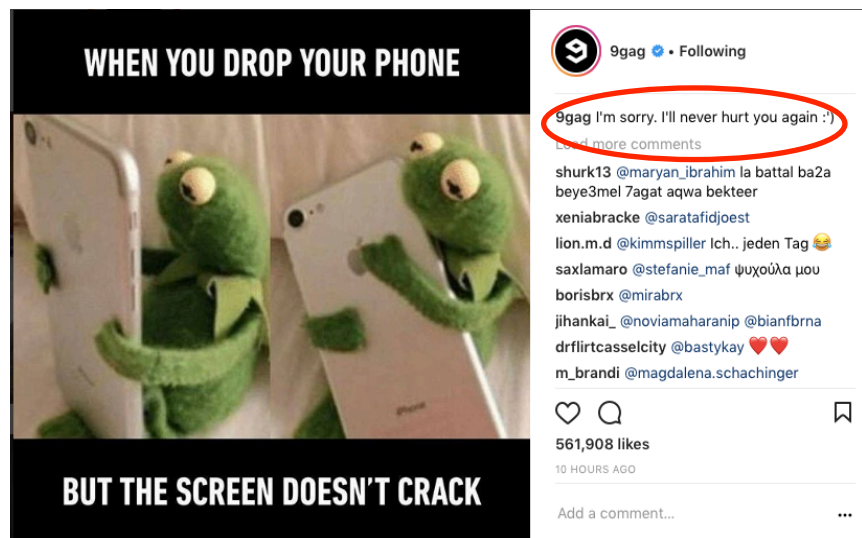 WHEN YOU DROP YOUR PHONE
BUT THE SCREEN DOESN'T CRACK
9gag • Following
9gag I'm sorry. I'll never hurt you again :')
Load more comments
shurk13 @maryan_ibrahim la battal ba2a
beye3mel 7agat aqwa bekteer
xeniabracke @saratafidjoest
lion.m.d @kimmspiller Ich.. jeden Tag 😂
saxlamaro @stefanie_maf ψυχούλα μου
borisbrx @mirabrx
jihankai_ @noviamaharanip @bianfbrna
drflirtcasselcity @bastykay ❤️❤️
m_brandi @magdalena.schachinger
561,908 likes
10 HOURS AGO
Add a comment...